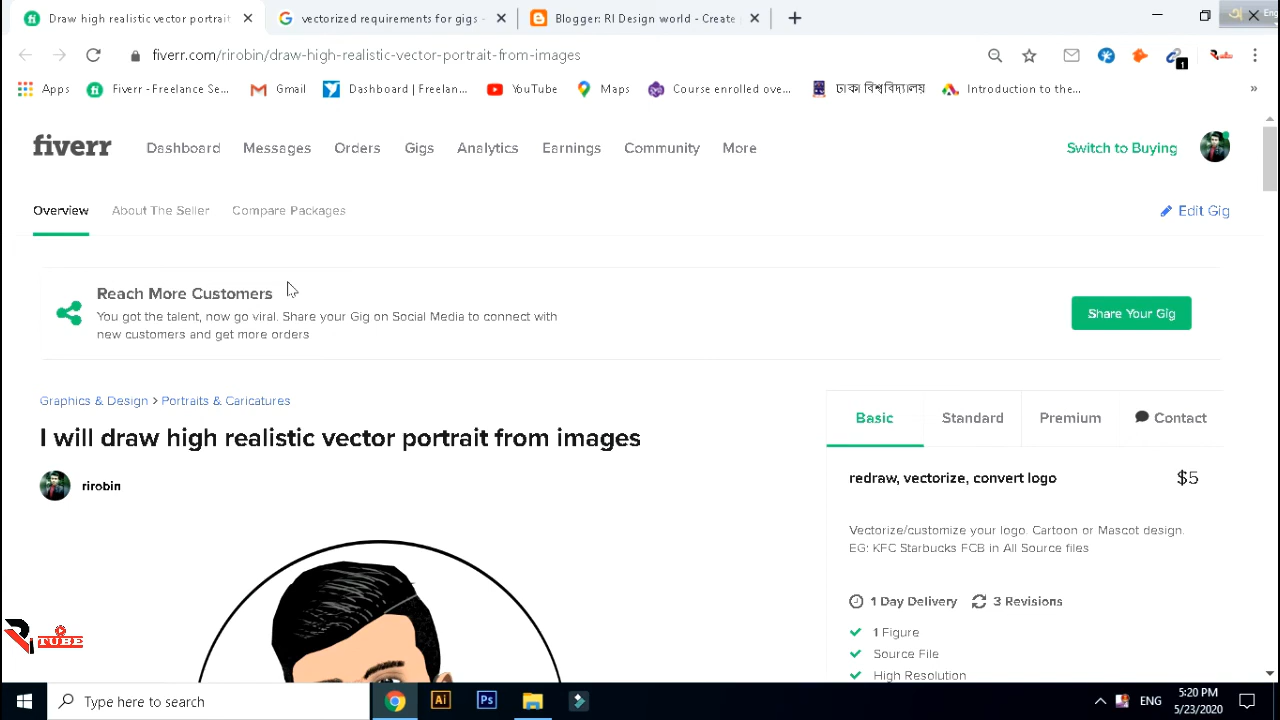 Draw high realistic vector portrait
vectorized requirements for gigs -
Blogger: RI Design world - Create
fiverr.com/rirobin/draw-high-realistic-vector-portrait-from-images
1
Apps
Fiverr - Freelance Se...
Gmail
Dashboard | Freelan...
YouTube
Maps
Course enrolled ove...
ঢাকা বিশ্ববিদ্যালয়
Introduction to the...
»
fiverr
Dashboard
Messages
Orders
Gigs
Analytics
Earnings
Community
More
Switch to Buying
Overview
About The Seller
Compare Packages
Edit Gig
Reach More Customers
You got the talent, now go viral. Share your Gig on Social Media to connect with
new customers and get more orders
Share Your Gig
Graphics & Design > Portraits & Caricatures
I will draw high realistic vector portrait from images
rirobin
Basic
Standard
Premium
Contact
redraw, vectorize, convert logo
$5
Vectorize/customize your logo. Cartoon or Mascot design.
EG: KFC Starbucks FCB in All Source files
1 Day Delivery
3 Revisions
1 Figure
Source File
High Resolution
Ri TUBE
Type here to search
Ai
Ps
ENG
5:20 PM
5/23/2020